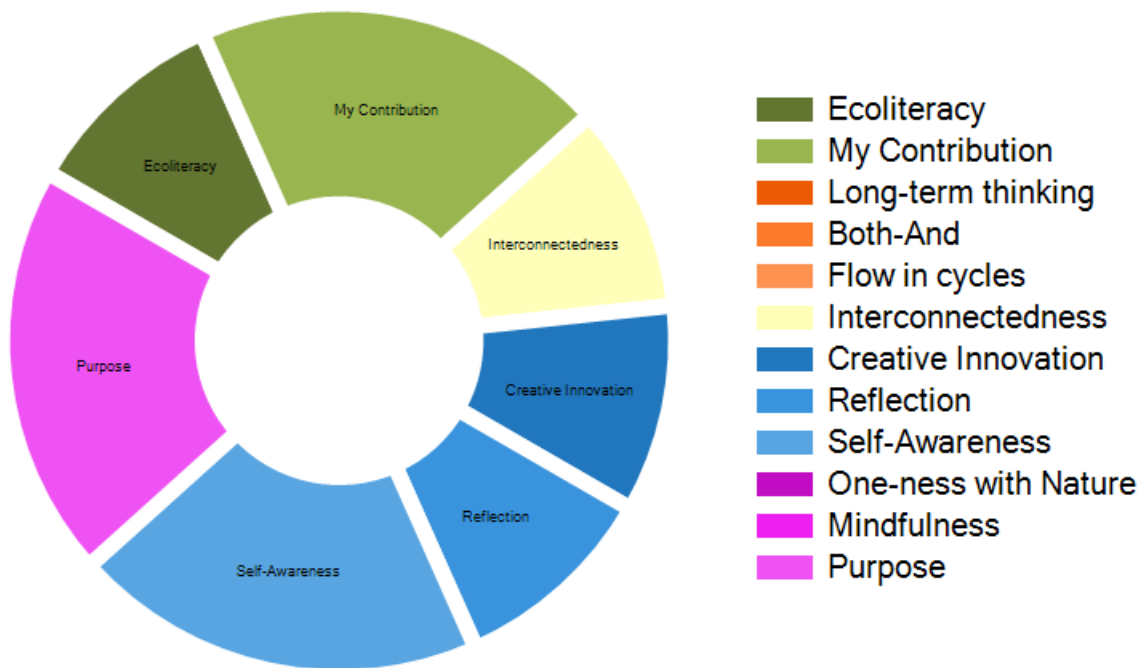 My Contribution
Ecoliteracy
Interconnectedness
Purpose
Creative Innovation
Reflection
Self-Awareness
Ecoliteracy
My Contribution
Long-term thinking
Both-And
Flow in cycles
Interconnectedness
Creative Innovation
Reflection
Self-Awareness
One-ness with Nature
Mindfulness
Purpose